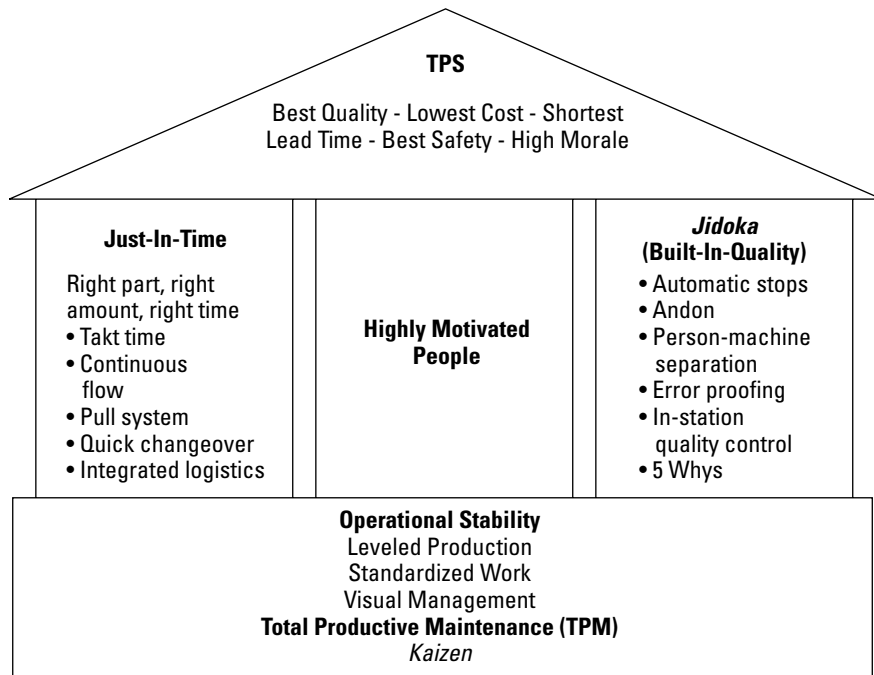 TPS
Best Quality - Lowest Cost - Shortest
Lead Time - Best Safety - High Morale
Just-In-Time
Right part, right
amount, right time
• Takt time
• Continuous
flow
• Pull system
• Quick changeover
• Integrated logistics
Highly Motivated
People
Jidoka
(Built-In-Quality)
• Automatic stops
• Andon
• Person-machine
separation
• Error proofing
• In-station
quality control
• 5 Whys
Operational Stability
Leveled Production
Standardized Work
Visual Management
Total Productive Maintenance (TPM)
Kaizen